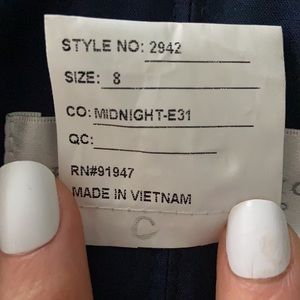 STYLE NO: 2942
SIZE: 8
CO: MIDNIGHT-E31
QC:
RN#91947
MADE IN VIETNAM
C